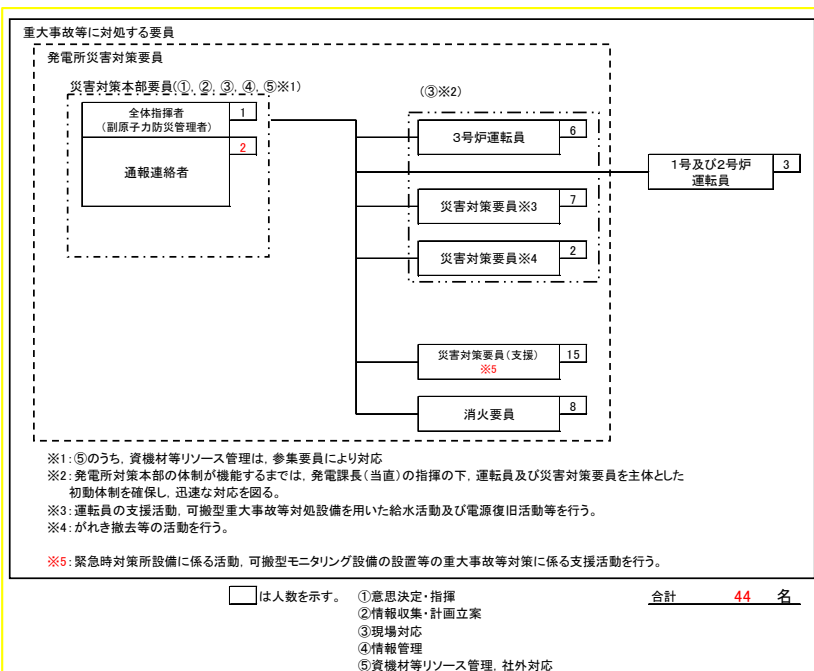 重大事故等に対処する要員
発電所災害対策要員
災害対策本部要員(①, ②, ③, ④, ⑤※1)
(③※2)
全体指揮者
(副原子力防災管理者)
1
通報連絡者
2
3号炉運転員
6
1号及び2号炉
運転員
3
災害対策要員※3
7
災害対策要員※4
2
災害対策要員(支援)
※5
15
消火要員
8
※1:⑤のうち, 資機材等リソース管理は, 参集要員により対応
※2:発電所対策本部の体制が機能するまでは, 発電課長(当直)の指揮の下, 運転員及び災害対策要員を主体とした
初動体制を確保し, 迅速な対応を図る。
※3:運転員の支援活動, 可搬型重大事故等対処設備を用いた給水活動及び電源復旧活動等を行う。
※4:がれき撤去等の活動を行う。
※5:緊急時対策所設備に係る活動, 可搬型モニタリング設備の設置等の重大事故等対策に係る支援活動を行う。
は人数を示す。
①意思決定・指揮
②情報収集・計画立案
③現場対応
④情報管理
⑤資機材等リソース管理, 社外対応
合計 44 名